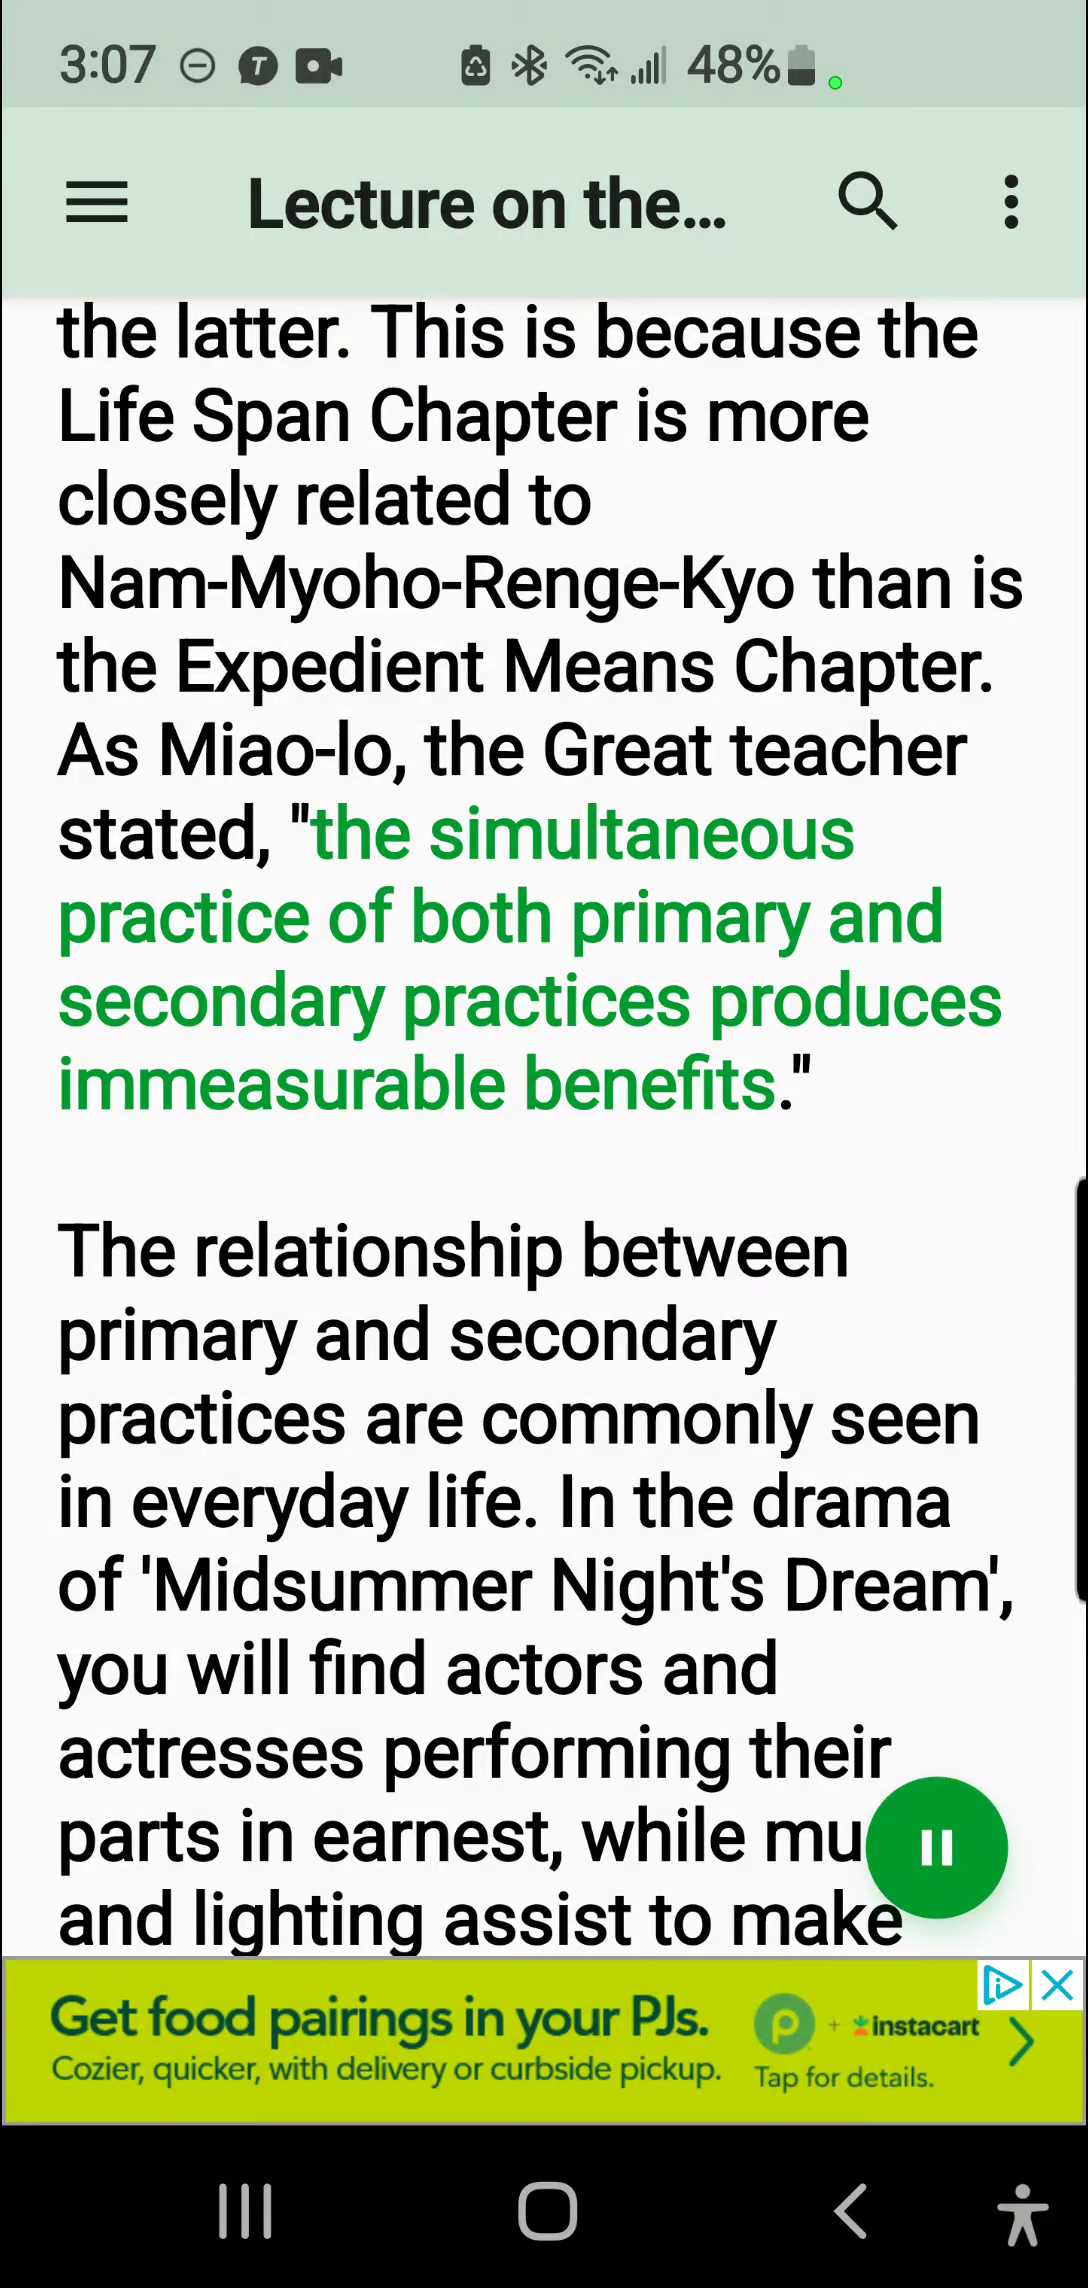 3:07
48%
Lecture on the...
the latter. This is because the
Life Span Chapter is more
closely related to
Nam-Myoho-Renge-Kyo than is
the Expedient Means Chapter.
As Miao-lo, the Great teacher
stated, "the simultaneous
practice of both primary and
secondary practices produces
immeasurable benefits."
The relationship between
primary and secondary
practices are commonly seen
in everyday life. In the drama
of 'Midsummer Night's Dream',
you will find actors and
actresses performing their
parts in earnest, while mu
and lighting assist to make
Get food pairings in your PJs.
Cozier, quicker, with delivery or curbside pickup.
P + instacart
Tap for details.